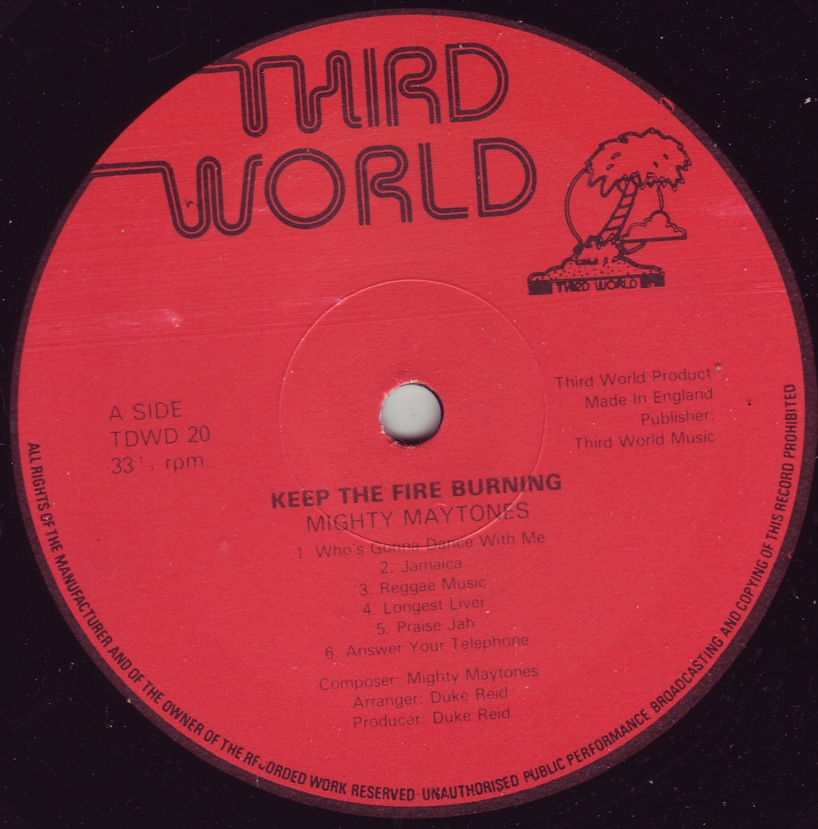 THIRD
WORLD
THIRD WORLD
A SIDE
TDWD 20
33⅓ rpm
Third World Product
Made In England
Publisher:
Third World Music
KEEP THE FIRE BURNING
MIGHTY MAYTONES
1. Who's Gonna Dance With Me
2. Jamaica
3. Reggae Music
4. Longest Liver
5. Praise Jah
6. Answer Your Telephone
Composer: Mighty Maytones
Arranger: Duke Reid
Producer: Duke Reid
ALL RIGHTS OF THE MANUFACTURER AND OF THE OWNER OF THE RECORDED WORK RESERVED · UNAUTHORISED PUBLIC PERFORMANCE BROADCASTING AND COPYING OF THIS RECORD PROHIBITED